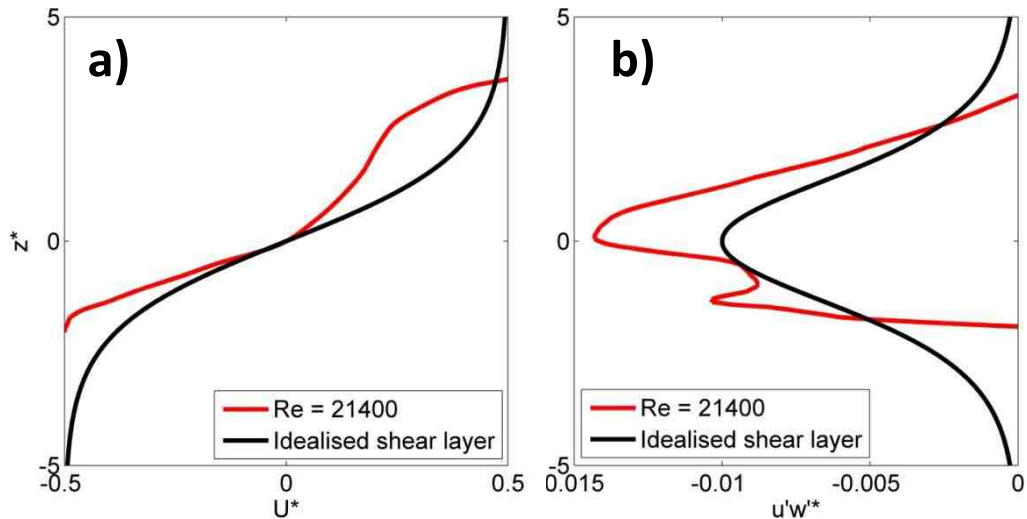 a)
5
0
-5
z*
-0.5
0
0.5
U*
Re = 21400
Idealised shear layer
b)
5
0
-5
0.015
-0.01
-0.005
0
u'w'*
Re = 21400
Idealised shear layer